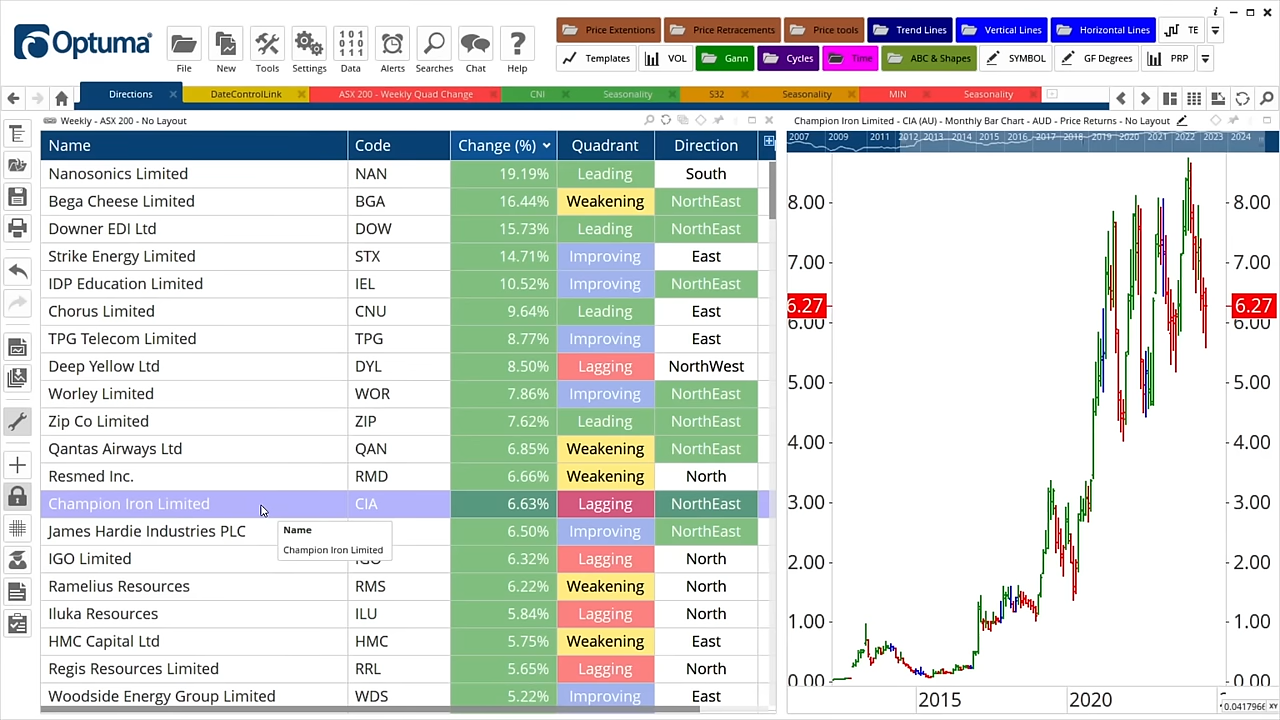 Optuma
File
New
Tools
Settings
Data
Alerts
Searches
Chat
Help
Price Extentions
Price Retracements
Price tools
Trend Lines
Vertical Lines
Horizontal Lines
TE
Templates
VOL
Gann
Cycles
Time
ABC & Shapes
SYMBOL
GF Degrees
PRP
Directions
DateControlLink
ASX 200 - Weekly Quad Change
CNI
Seasonality
S32
Seasonality
MIN
Seasonality
Weekly - ASX 200 - No Layout
Name Code Change (%) Quadrant Direction
Nanosonics Limited NAN 19.19% Leading South
Bega Cheese Limited BGA 16.44% Weakening NorthEast
Downer EDI Ltd DOW 15.73% Leading NorthEast
Strike Energy Limited STX 14.71% Improving East
IDP Education Limited IEL 10.52% Improving NorthEast
Chorus Limited CNU 9.64% Leading East
TPG Telecom Limited TPG 8.77% Improving East
Deep Yellow Ltd DYL 8.50% Lagging NorthWest
Worley Limited WOR 7.86% Improving NorthEast
Zip Co Limited ZIP 7.62% Leading NorthEast
Qantas Airways Ltd QAN 6.85% Weakening NorthEast
Resmed Inc. RMD 6.66% Weakening North
Champion Iron Limited CIA 6.63% Lagging NorthEast
James Hardie Industries PLC 6.50% Improving NorthEast
Name
Champion Iron Limited
IGO Limited IGO 6.32% Lagging North
Ramelius Resources RMS 6.22% Weakening North
Iluka Resources ILU 5.84% Lagging North
HMC Capital Ltd HMC 5.75% Weakening East
Regis Resources Limited RRL 5.65% Lagging North
Woodside Energy Group Limited WDS 5.22% Improving East
Champion Iron Limited - CIA (AU) - Monthly Bar Chart - AUD - Price Returns - No Layout
2007 2009 2011 2012 2013 2014 2015 2016 2017 2018 2019 2020 2021 2022 2023 2024
8.00 8.00
7.00 7.00
6.27 6.27
6.00 6.00
5.00 5.00
4.00 4.00
3.00 3.00
2.00 2.00
1.00 1.00
0.00 0.00
2015 2020
0.0417966 XY